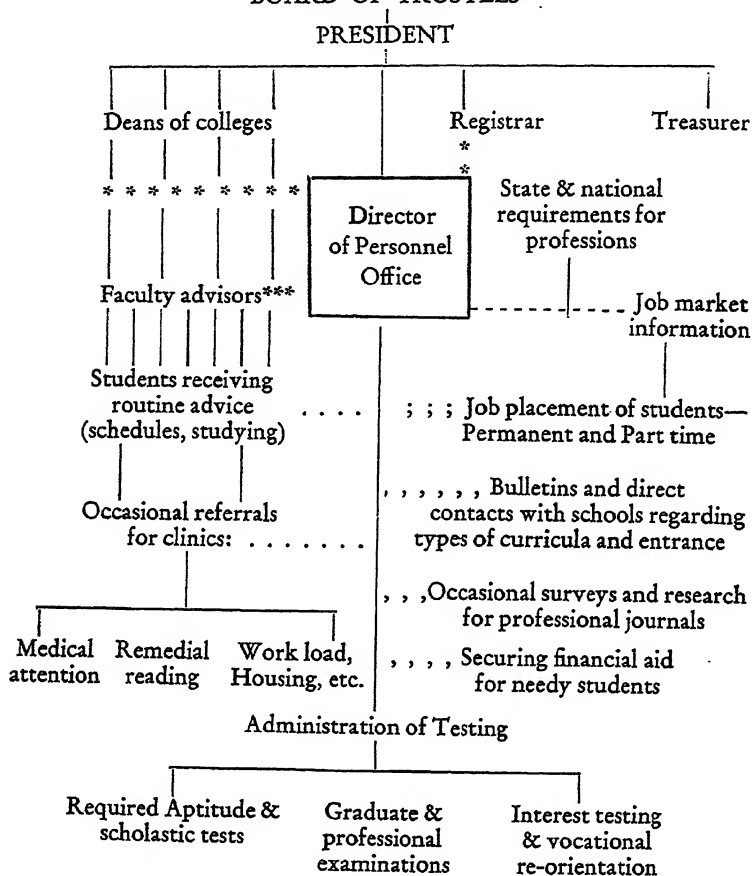 BOARD OF TRUSTEES
PRESIDENT
Deans of colleges
Registrar
Treasurer
* *
* * * * * * * * *
Director
of Personnel
Office
State & national
requirements for
professions
Faculty advisors***
Job market
information
Students receiving
routine advice
(schedules, studying)
. . . . ; ; ; Job placement of students—
Permanent and Part time
Occasional referrals
for clinics: . . . . . . .
, , , , , , Bulletins and direct
contacts with schools regarding
types of curricula and entrance
, , ,Occasional surveys and research
for professional journals
Medical
attention
Remedial
reading
Work load,
Housing, etc.
, , , , Securing financial aid
for needy students
Administration of Testing
Required Aptitude &
scholastic tests
Graduate &
professional
examinations
Interest testing
& vocational
re-orientation